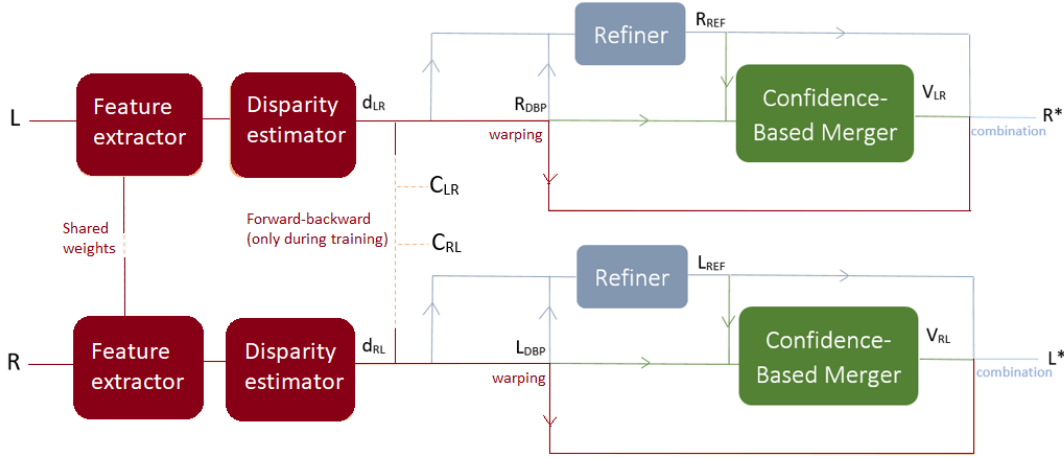 Refiner
R_REF
L
Feature
extractor
Disparity
estimator
d_LR
R_DBP
warping
Confidence-
Based Merger
V_LR
R*
combination
C_LR
Shared
weights
Forward-backward
(only during training)
C_RL
Refiner
L_REF
R
Feature
extractor
Disparity
estimator
d_RL
L_DBP
warping
Confidence-
Based Merger
V_RL
L*
combination